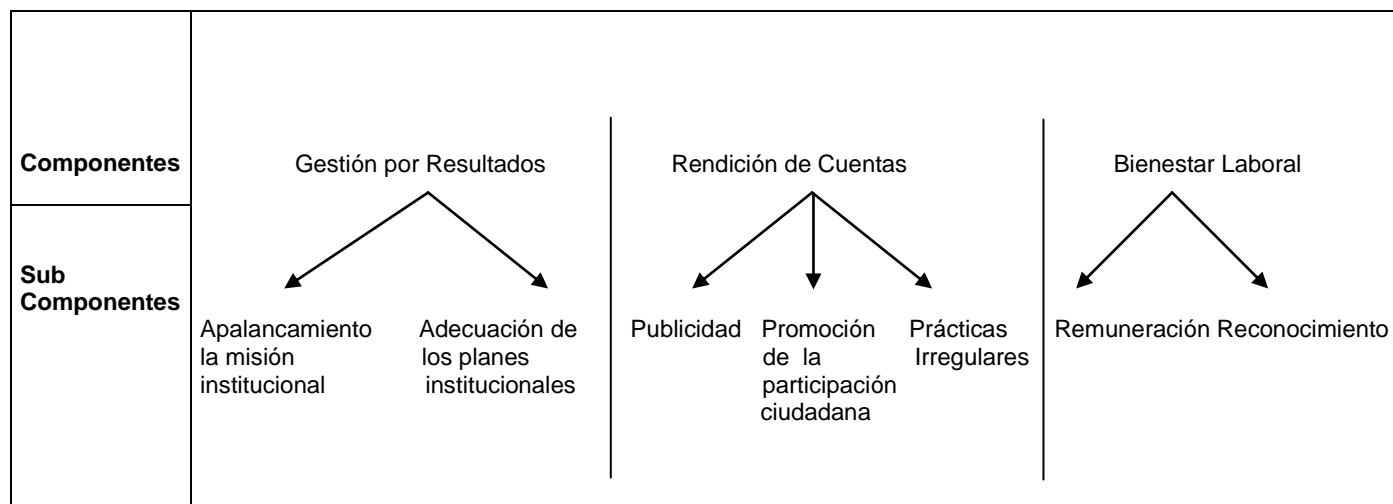 Componentes
Gestión por Resultados
Rendición de Cuentas
Bienestar Laboral
Sub
Componentes
Apalancamiento
la misión
institucional
Adecuación de
los planes
institucionales
Publicidad
Promoción
de la
participación
ciudadana
Prácticas
Irregulares
Remuneración
Reconocimiento